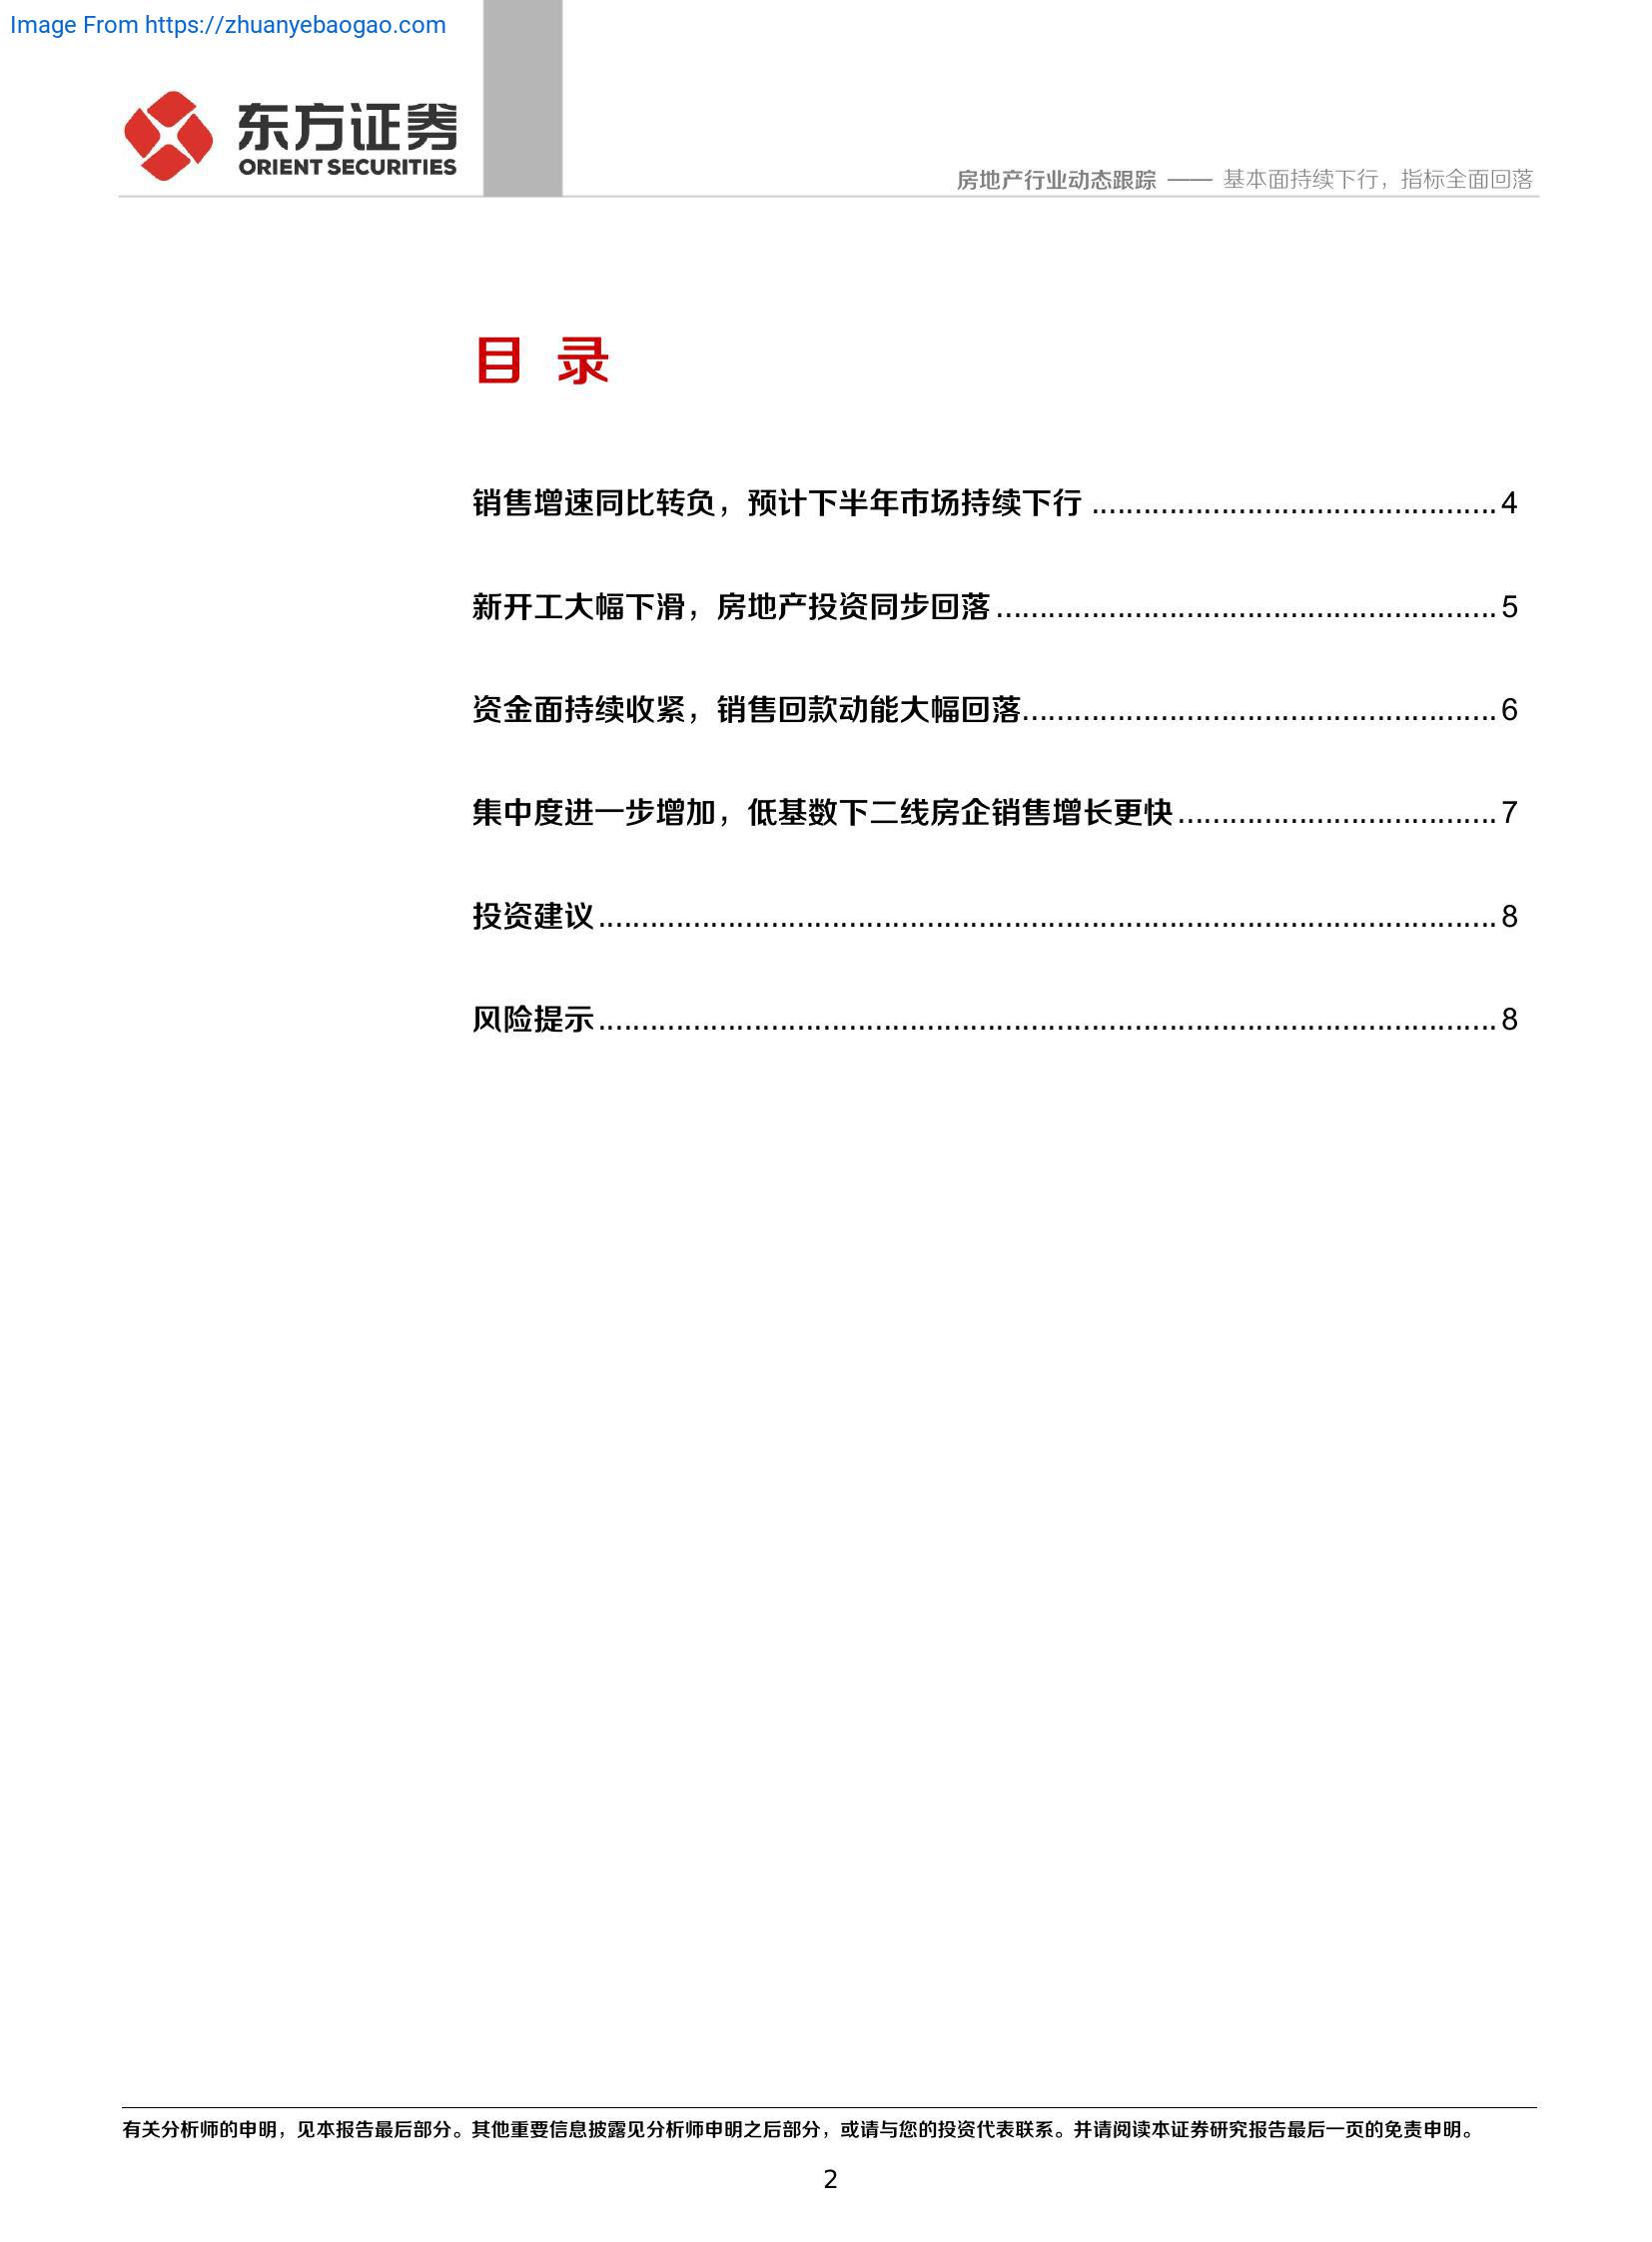 Image From https://zhuanyebaogao.com
东方证券
ORIENT SECURITIES
房地产行业动态跟踪 —— 基本面持续下行，指标全面回落
目 录
销售增速同比转负，预计下半年市场持续下行 ............................................... 4
新开工大幅下滑，房地产投资同步回落 .......................................................... 5
资金面持续收紧，销售回款动能大幅回落....................................................... 6
集中度进一步增加，低基数下二线房企销售增长更快 ..................................... 7
投资建议 ........................................................................................................ 8
风险提示 ........................................................................................................ 8
有关分析师的申明，见本报告最后部分。其他重要信息披露见分析师申明之后部分，或请与您的投资代表联系。并请阅读本证券研究报告最后一页的免责申明。
2